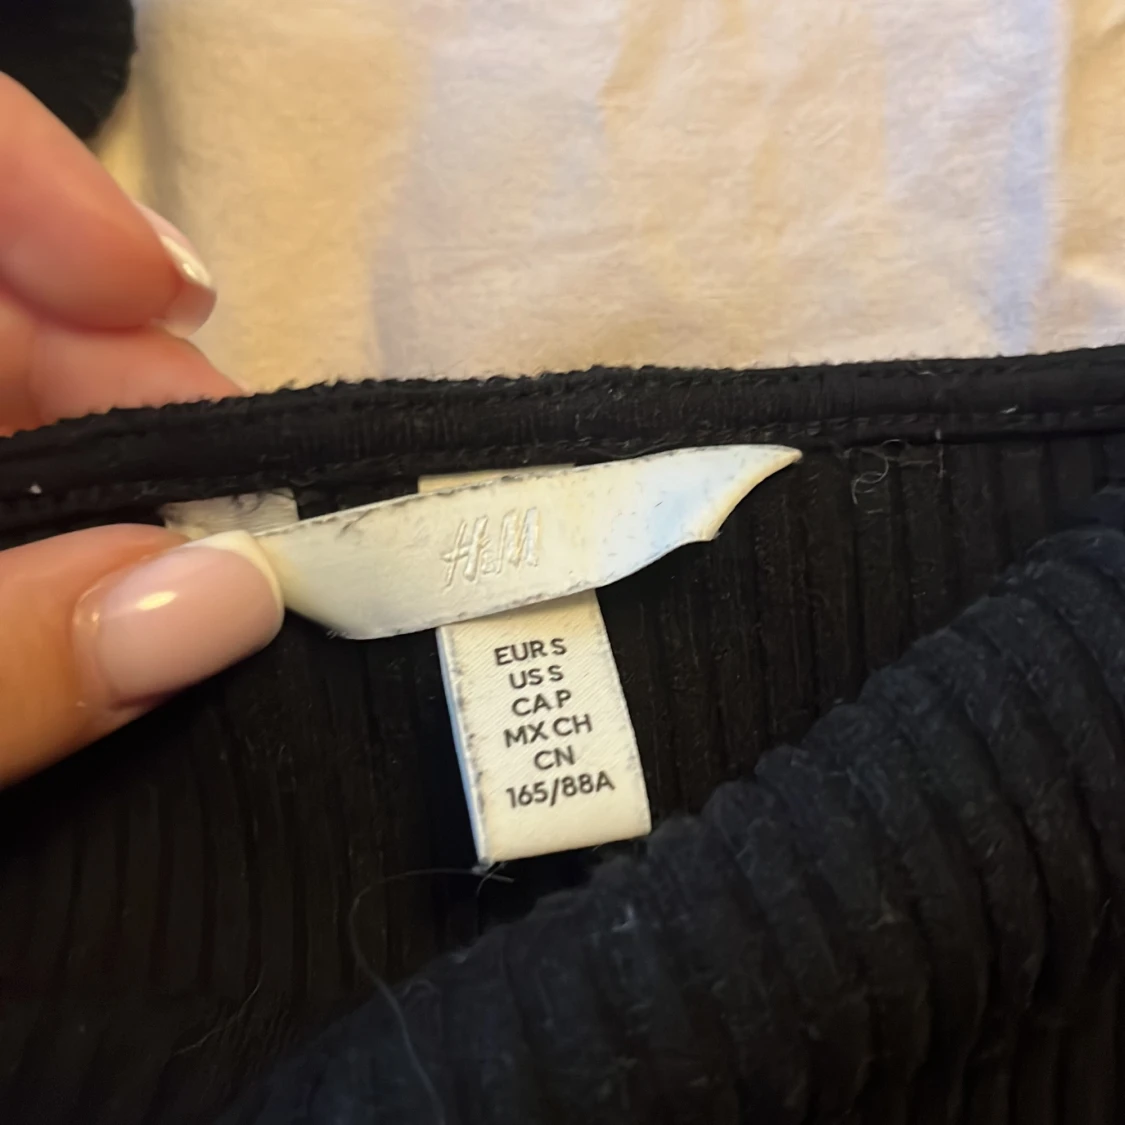 H&M
EUR S
US S
CA P
MX CH
CN
165/88A